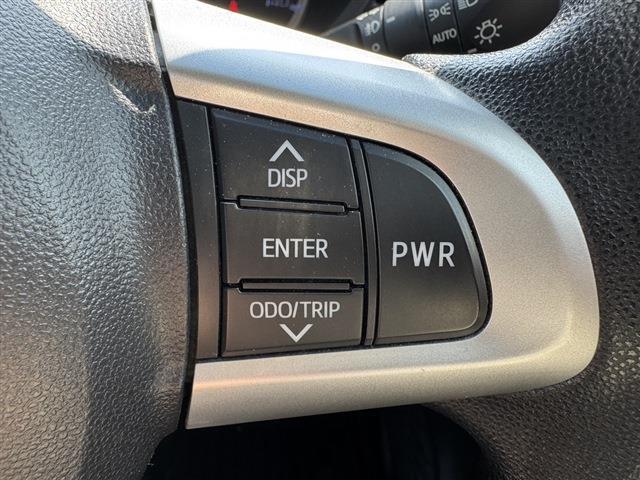 AUTO
DISP
ENTER
ODO/TRIP
PWR